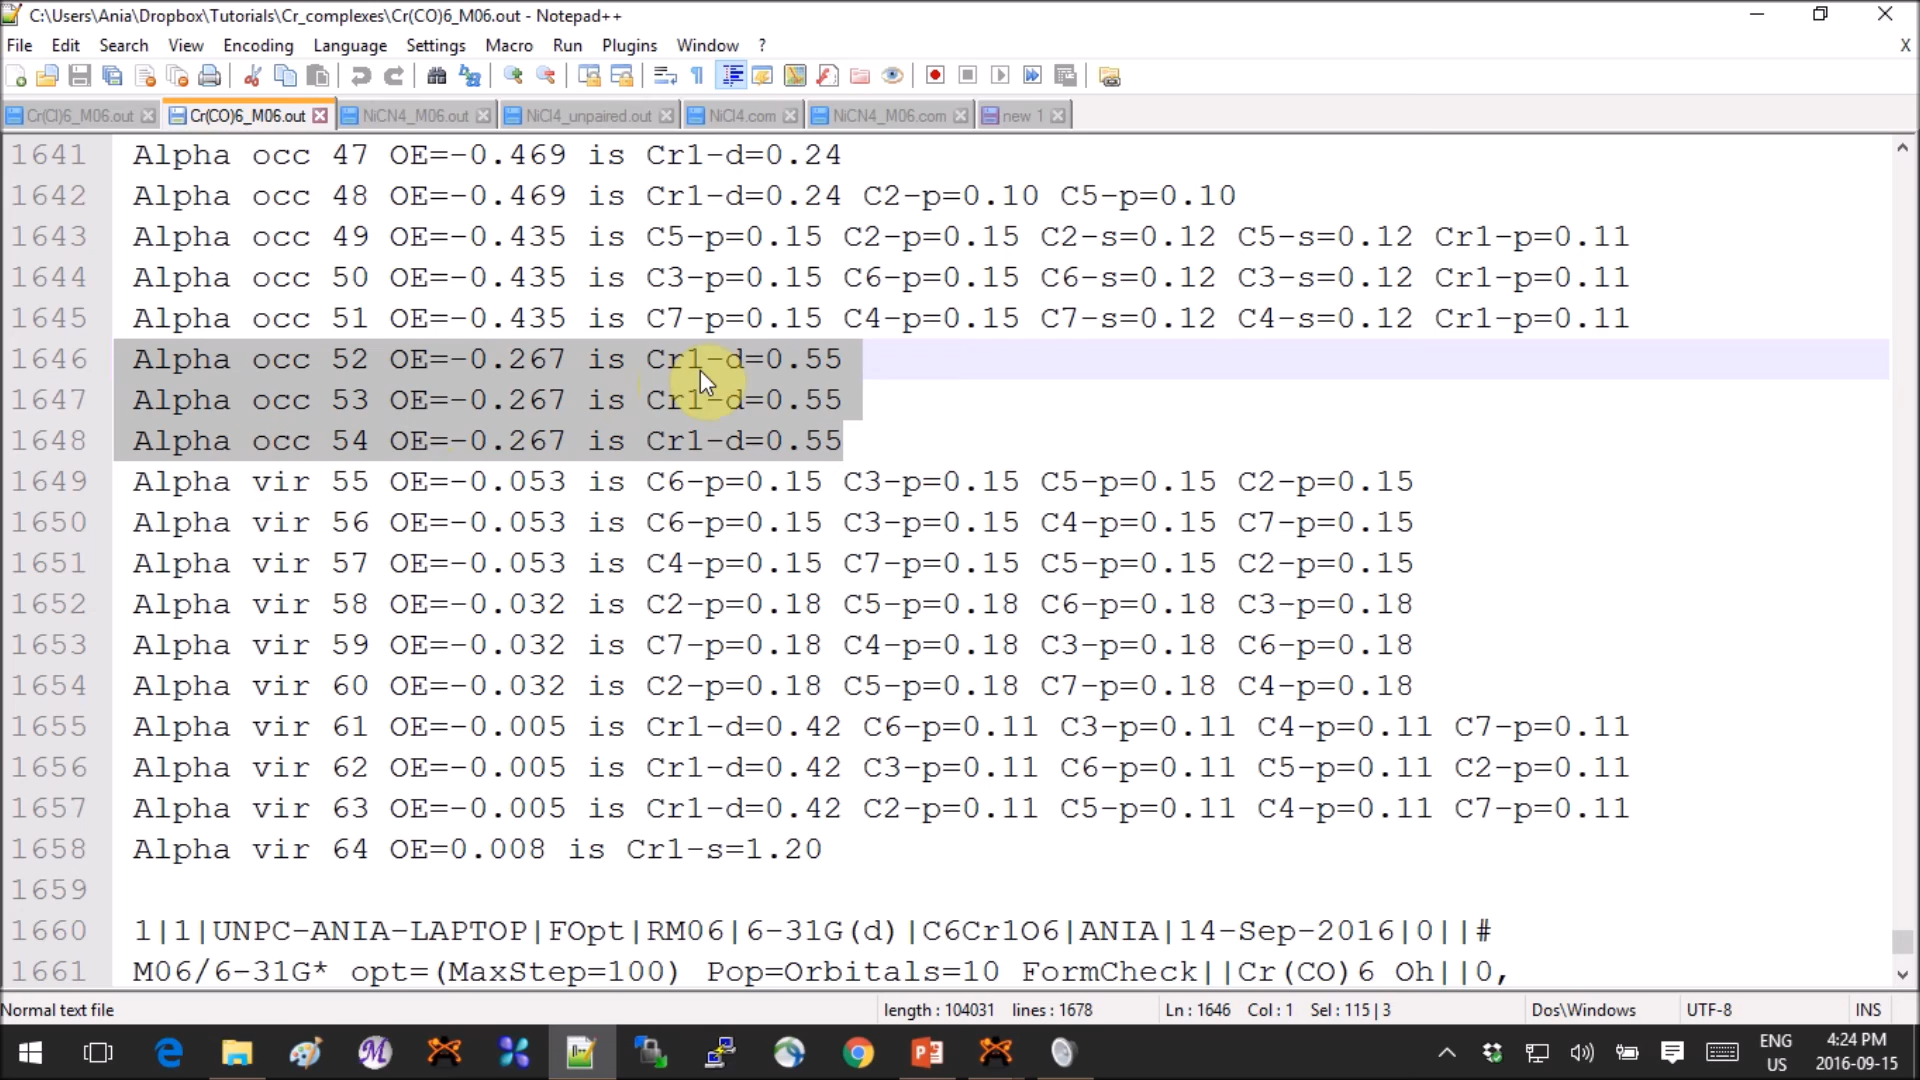 C:\Users\Ania\Dropbox\Tutorials\Cr_complexes\Cr(CO)6_M06.out - Notepad++
File Edit Search View Encoding Language Settings Macro Run Plugins Window ? X
Cr(Cl)6_M06.out Cr(CO)6_M06.out NiCN4_M06.out NiCl4_unpaired.out NiCl4.com NiCN4_M06.com new 1
1641 Alpha occ 47 OE=-0.469 is Cr1-d=0.24
1642 Alpha occ 48 OE=-0.469 is Cr1-d=0.24 C2-p=0.10 C5-p=0.10
1643 Alpha occ 49 OE=-0.435 is C5-p=0.15 C2-p=0.15 C2-s=0.12 C5-s=0.12 Cr1-p=0.11
1644 Alpha occ 50 OE=-0.435 is C3-p=0.15 C6-p=0.15 C6-s=0.12 C3-s=0.12 Cr1-p=0.11
1645 Alpha occ 51 OE=-0.435 is C7-p=0.15 C4-p=0.15 C7-s=0.12 C4-s=0.12 Cr1-p=0.11
1646 Alpha occ 52 OE=-0.267 is Cr1-d=0.55
1647 Alpha occ 53 OE=-0.267 is Cr1-d=0.55
1648 Alpha occ 54 OE=-0.267 is Cr1-d=0.55
1649 Alpha vir 55 OE=-0.053 is C6-p=0.15 C3-p=0.15 C5-p=0.15 C2-p=0.15
1650 Alpha vir 56 OE=-0.053 is C6-p=0.15 C3-p=0.15 C4-p=0.15 C7-p=0.15
1651 Alpha vir 57 OE=-0.053 is C4-p=0.15 C7-p=0.15 C5-p=0.15 C2-p=0.15
1652 Alpha vir 58 OE=-0.032 is C2-p=0.18 C5-p=0.18 C6-p=0.18 C3-p=0.18
1653 Alpha vir 59 OE=-0.032 is C7-p=0.18 C4-p=0.18 C3-p=0.18 C6-p=0.18
1654 Alpha vir 60 OE=-0.032 is C2-p=0.18 C5-p=0.18 C7-p=0.18 C4-p=0.18
1655 Alpha vir 61 OE=-0.005 is Cr1-d=0.42 C6-p=0.11 C3-p=0.11 C4-p=0.11 C7-p=0.11
1656 Alpha vir 62 OE=-0.005 is Cr1-d=0.42 C3-p=0.11 C6-p=0.11 C5-p=0.11 C2-p=0.11
1657 Alpha vir 63 OE=-0.005 is Cr1-d=0.42 C2-p=0.11 C5-p=0.11 C4-p=0.11 C7-p=0.11
1658 Alpha vir 64 OE=0.008 is Cr1-s=1.20
1659
1660 1|1|UNPC-ANIA-LAPTOP|FOpt|RM06|6-31G(d)|C6Cr1O6|ANIA|14-Sep-2016|0||#
1661 M06/6-31G* opt=(MaxStep=100) Pop=Orbitals=10 FormCheck||Cr(CO)6 Oh||0,
Normal text file length : 104031 lines : 1678 Ln : 1646 Col : 1 Sel : 115 | 3 Dos\Windows UTF-8 INS
ENG 4:24 PM
US 2016-09-15